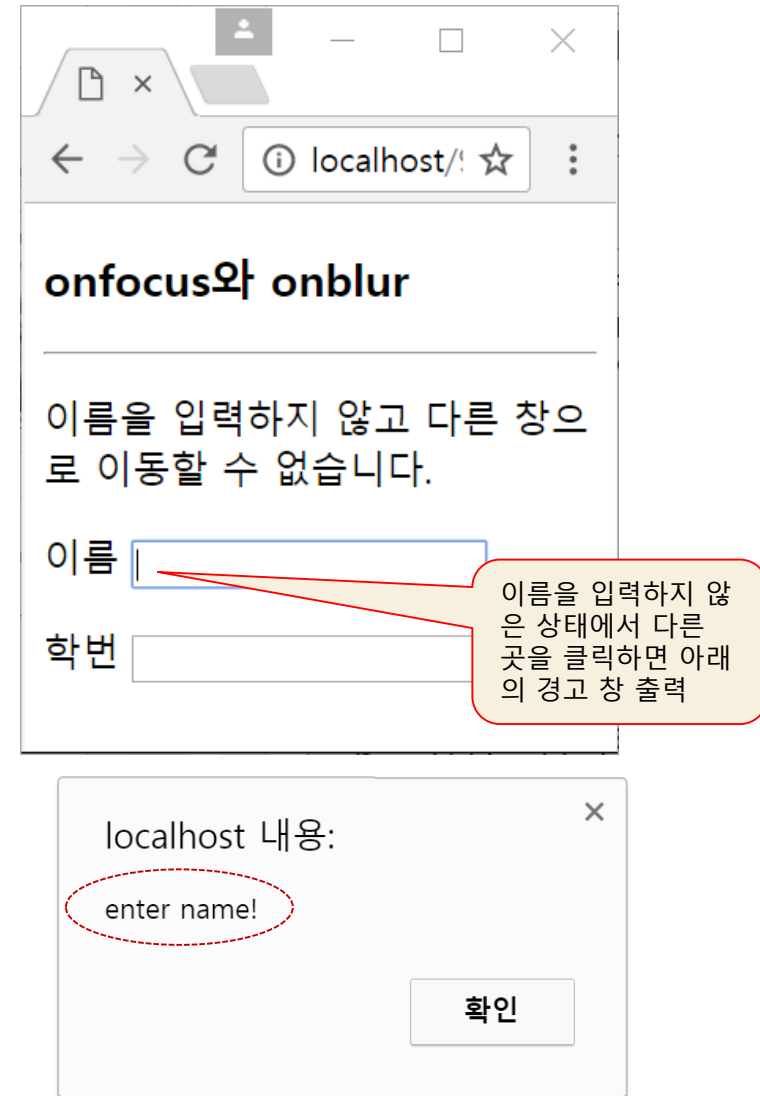 localhost/9
onfocus와 onblur
이름을 입력하지 않고 다른 창으
로 이동할 수 없습니다.
이름
이름을 입력하지 않
은 상태에서 다른
곳을 클릭하면 아래
의 경고 창 출력
학번
localhost 내용:
enter name!
확인